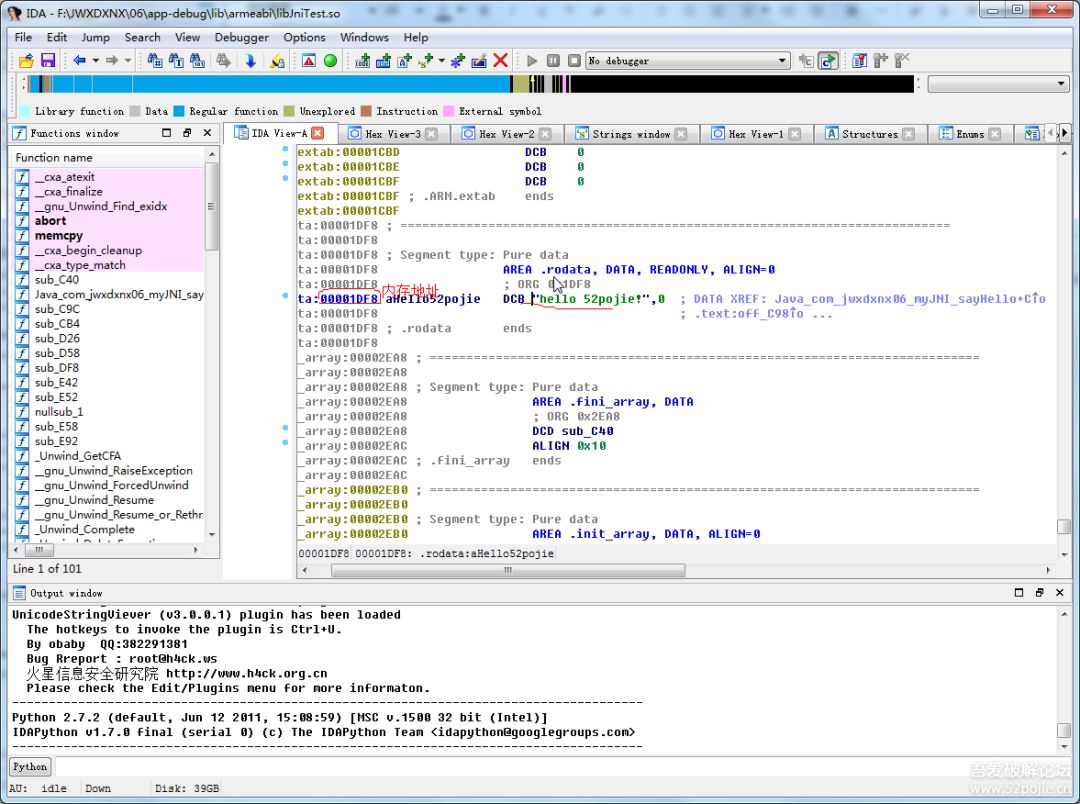 IDA - F:\JWXDXNX\06\app-debug\lib\armeabi\libJniTest.so
File Edit Jump Search View Debugger Options Windows Help
No debugger
Library function Data Regular function Unexplored Instruction External symbol
Functions window
IDA View-A Hex View-3 Hex View-2 Strings window Hex View-1 Structures Enums
Function name
__cxa_atexit
__cxa_finalize
__gnu_Unwind_Find_exidx
abort
memcpy
__cxa_begin_cleanup
__cxa_type_match
sub_C40
Java_com_jwxdxnx06_myJNI_say
sub_C9C
sub_CB4
sub_D26
sub_D58
sub_DF8
sub_E42
sub_E52
nullsub_1
sub_E58
sub_E92
_Unwind_GetCFA
__gnu_Unwind_RaiseException
__gnu_Unwind_ForcedUnwind
__gnu_Unwind_Resume
__gnu_Unwind_Resume_or_Rethr
_Unwind_Complete
Line 1 of 101
extab:00001CBD DCB 0
extab:00001CBE DCB 0
extab:00001CBF DCB 0
extab:00001CBF ; .ARM.extab ends
extab:00001CBF
ta:00001DF8 ; ===========================================================================
ta:00001DF8
ta:00001DF8 ; Segment type: Pure data
ta:00001DF8 AREA .rodata, DATA, READONLY, ALIGN=0
ta:00001DF8 ; ORG 0x1DF8
ta:00001DF8 内存地址 aHello52pojie DCB "hello 52pojie!",0 ; DATA XREF: Java_com_jwxdxnx06_myJNI_sayHello+C↑o
ta:00001DF8 ; .text:off_C98↑o ...
ta:00001DF8 ; .rodata ends
ta:00001DF8
_array:00002EA8 ; ===========================================================================
_array:00002EA8
_array:00002EA8 ; Segment type: Pure data
_array:00002EA8 AREA .fini_array, DATA
_array:00002EA8 ; ORG 0x2EA8
_array:00002EA8 DCD sub_C40
_array:00002EAC ALIGN 0x10
_array:00002EAC ; .fini_array ends
_array:00002EAC
_array:00002EB0 ; ===========================================================================
_array:00002EB0
_array:00002EB0 ; Segment type: Pure data
_array:00002EB0 AREA .init_array, DATA, ALIGN=0
00001DF8 00001DF8: .rodata:aHello52pojie
Output window
UnicodeStringViever (v3.0.0.1) plugin has been loaded
The hotkeys to invoke the plugin is Ctrl+U.
By obaby QQ:382291381
Bug Rreport : root@h4ck.ws
火星信息安全研究院 http://www.h4ck.org.cn
Please check the Edit/Plugins menu for more informaton.
---------------------------------------------------------------------------------------------
Python 2.7.2 (default, Jun 12 2011, 15:08:59) [MSC v.1500 32 bit (Intel)]
IDAPython v1.7.0 final (serial 0) (c) The IDAPython Team <idapython@googlegroups.com>
---------------------------------------------------------------------------------------------
Python
AU: idle Down Disk: 39GB
吾爱破解论坛
www.52pojie.cn